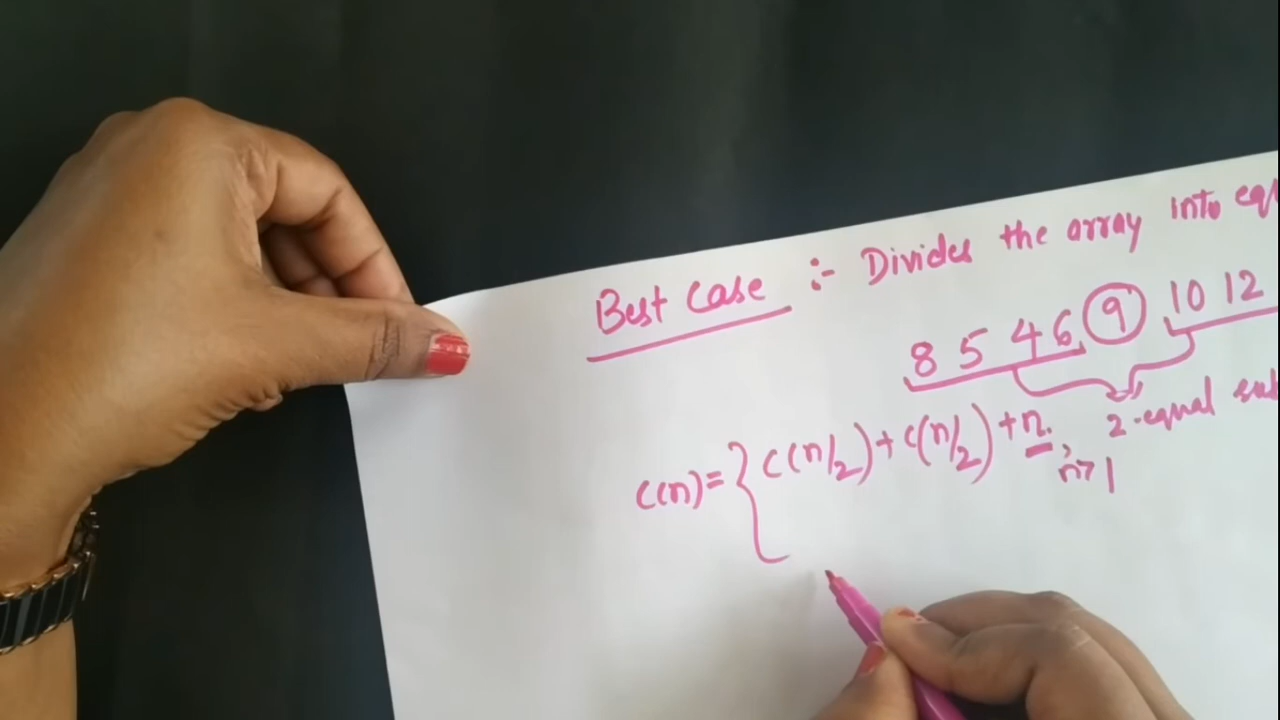 Best Case :- Divides the array into
8 5 4 6 9 10 12
2-equal
C(n)= { C(n/2)+C(n/2)+n, n>1